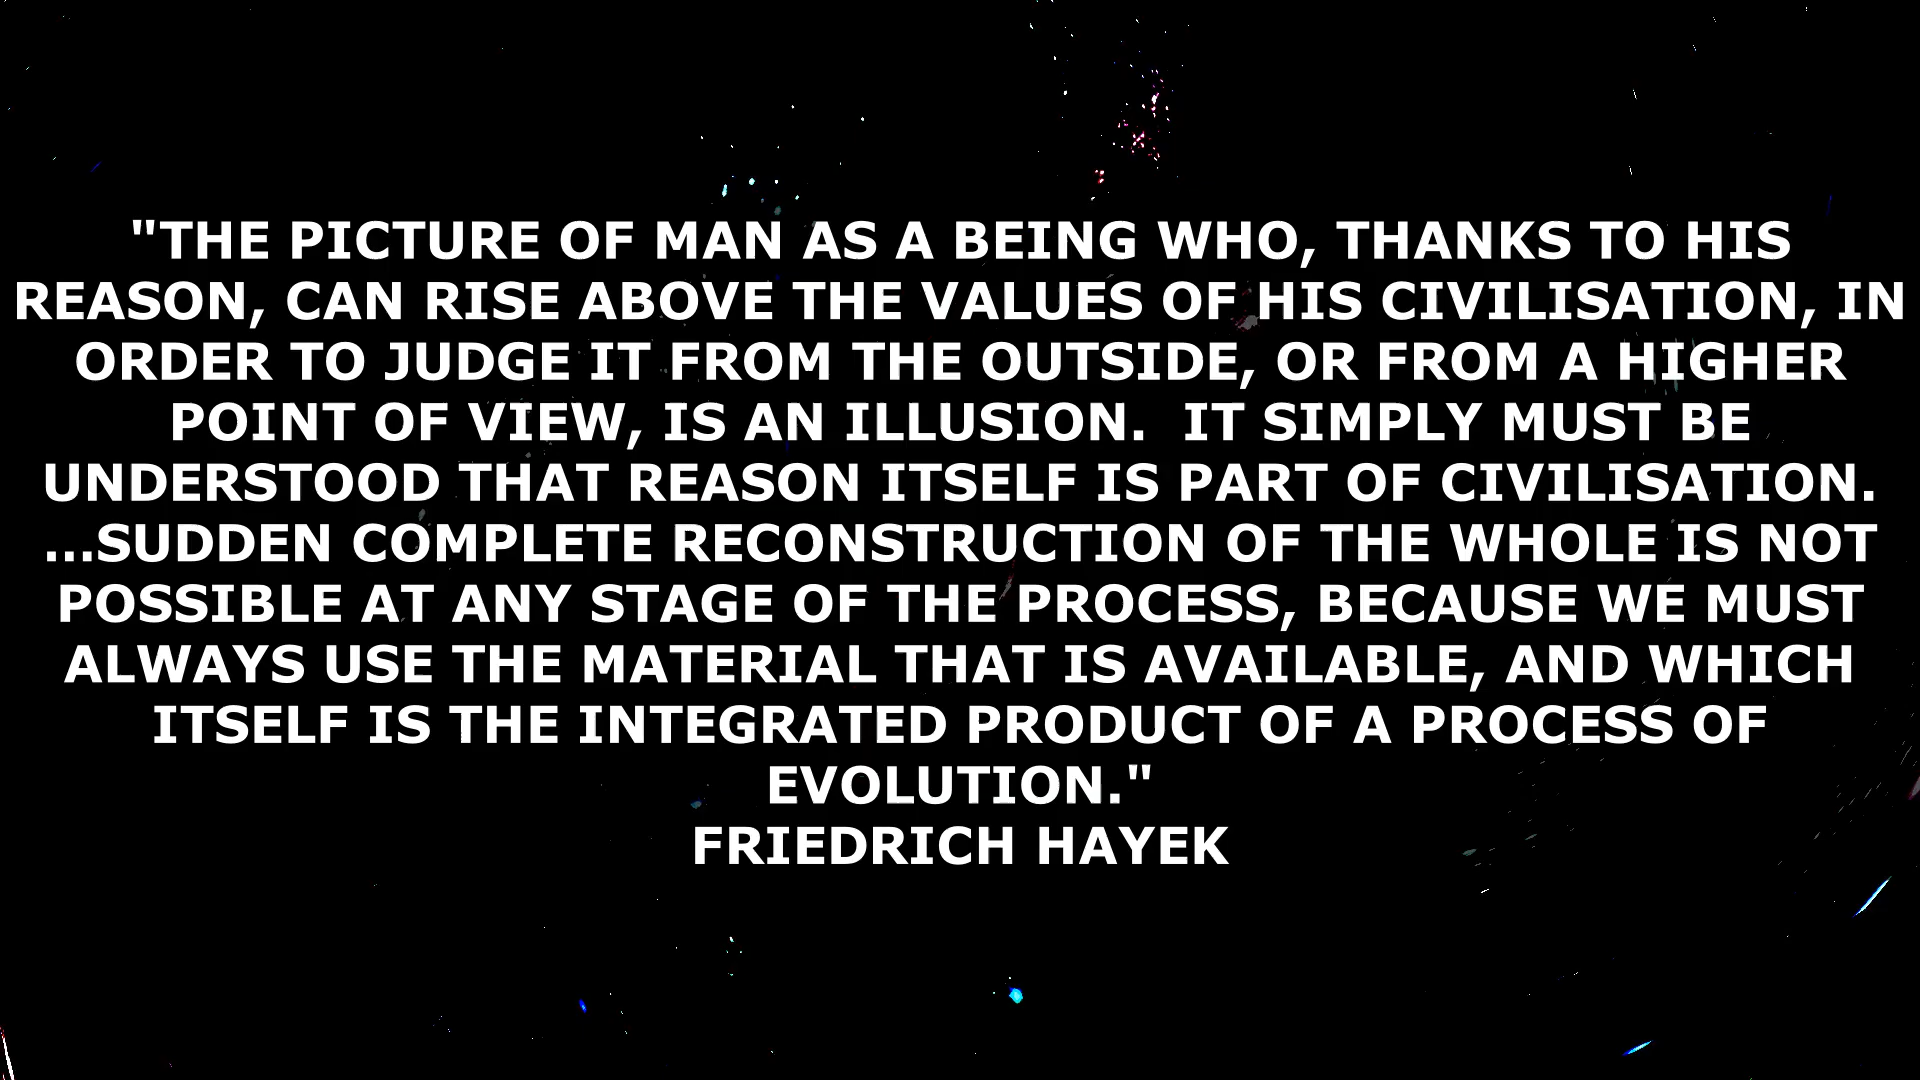 "THE PICTURE OF MAN AS A BEING WHO, THANKS TO HIS
REASON, CAN RISE ABOVE THE VALUES OF HIS CIVILISATION, IN
ORDER TO JUDGE IT FROM THE OUTSIDE, OR FROM A HIGHER
POINT OF VIEW, IS AN ILLUSION.  IT SIMPLY MUST BE
UNDERSTOOD THAT REASON ITSELF IS PART OF CIVILISATION.
...SUDDEN COMPLETE RECONSTRUCTION OF THE WHOLE IS NOT
POSSIBLE AT ANY STAGE OF THE PROCESS, BECAUSE WE MUST
ALWAYS USE THE MATERIAL THAT IS AVAILABLE, AND WHICH
ITSELF IS THE INTEGRATED PRODUCT OF A PROCESS OF
EVOLUTION."
FRIEDRICH HAYEK